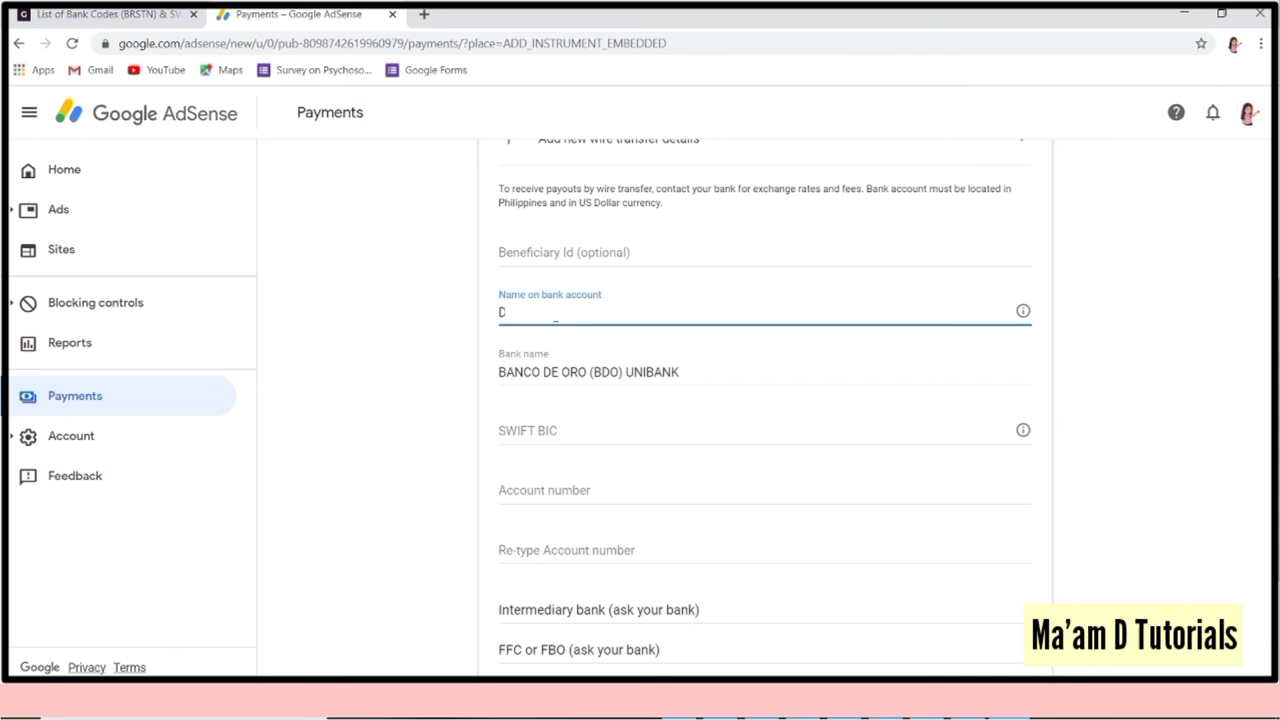 List of Bank Codes (BRSTN) & SW
Payments – Google AdSense
google.com/adsense/new/u/0/pub-8098742619960979/payments/?place=ADD_INSTRUMENT_EMBEDDED
Apps
Gmail
YouTube
Maps
Survey on Psychoso...
Google Forms
Google AdSense
Payments
Home
Ads
Sites
Blocking controls
Reports
Payments
Account
Feedback
Google Privacy Terms
Add new wire transfer details
To receive payouts by wire transfer, contact your bank for exchange rates and fees. Bank account must be located in
Philippines and in US Dollar currency.
Beneficiary Id (optional)
Name on bank account
D
Bank name
BANCO DE ORO (BDO) UNIBANK
SWIFT BIC
Account number
Re-type Account number
Intermediary bank (ask your bank)
FFC or FBO (ask your bank)
Ma'am D Tutorials